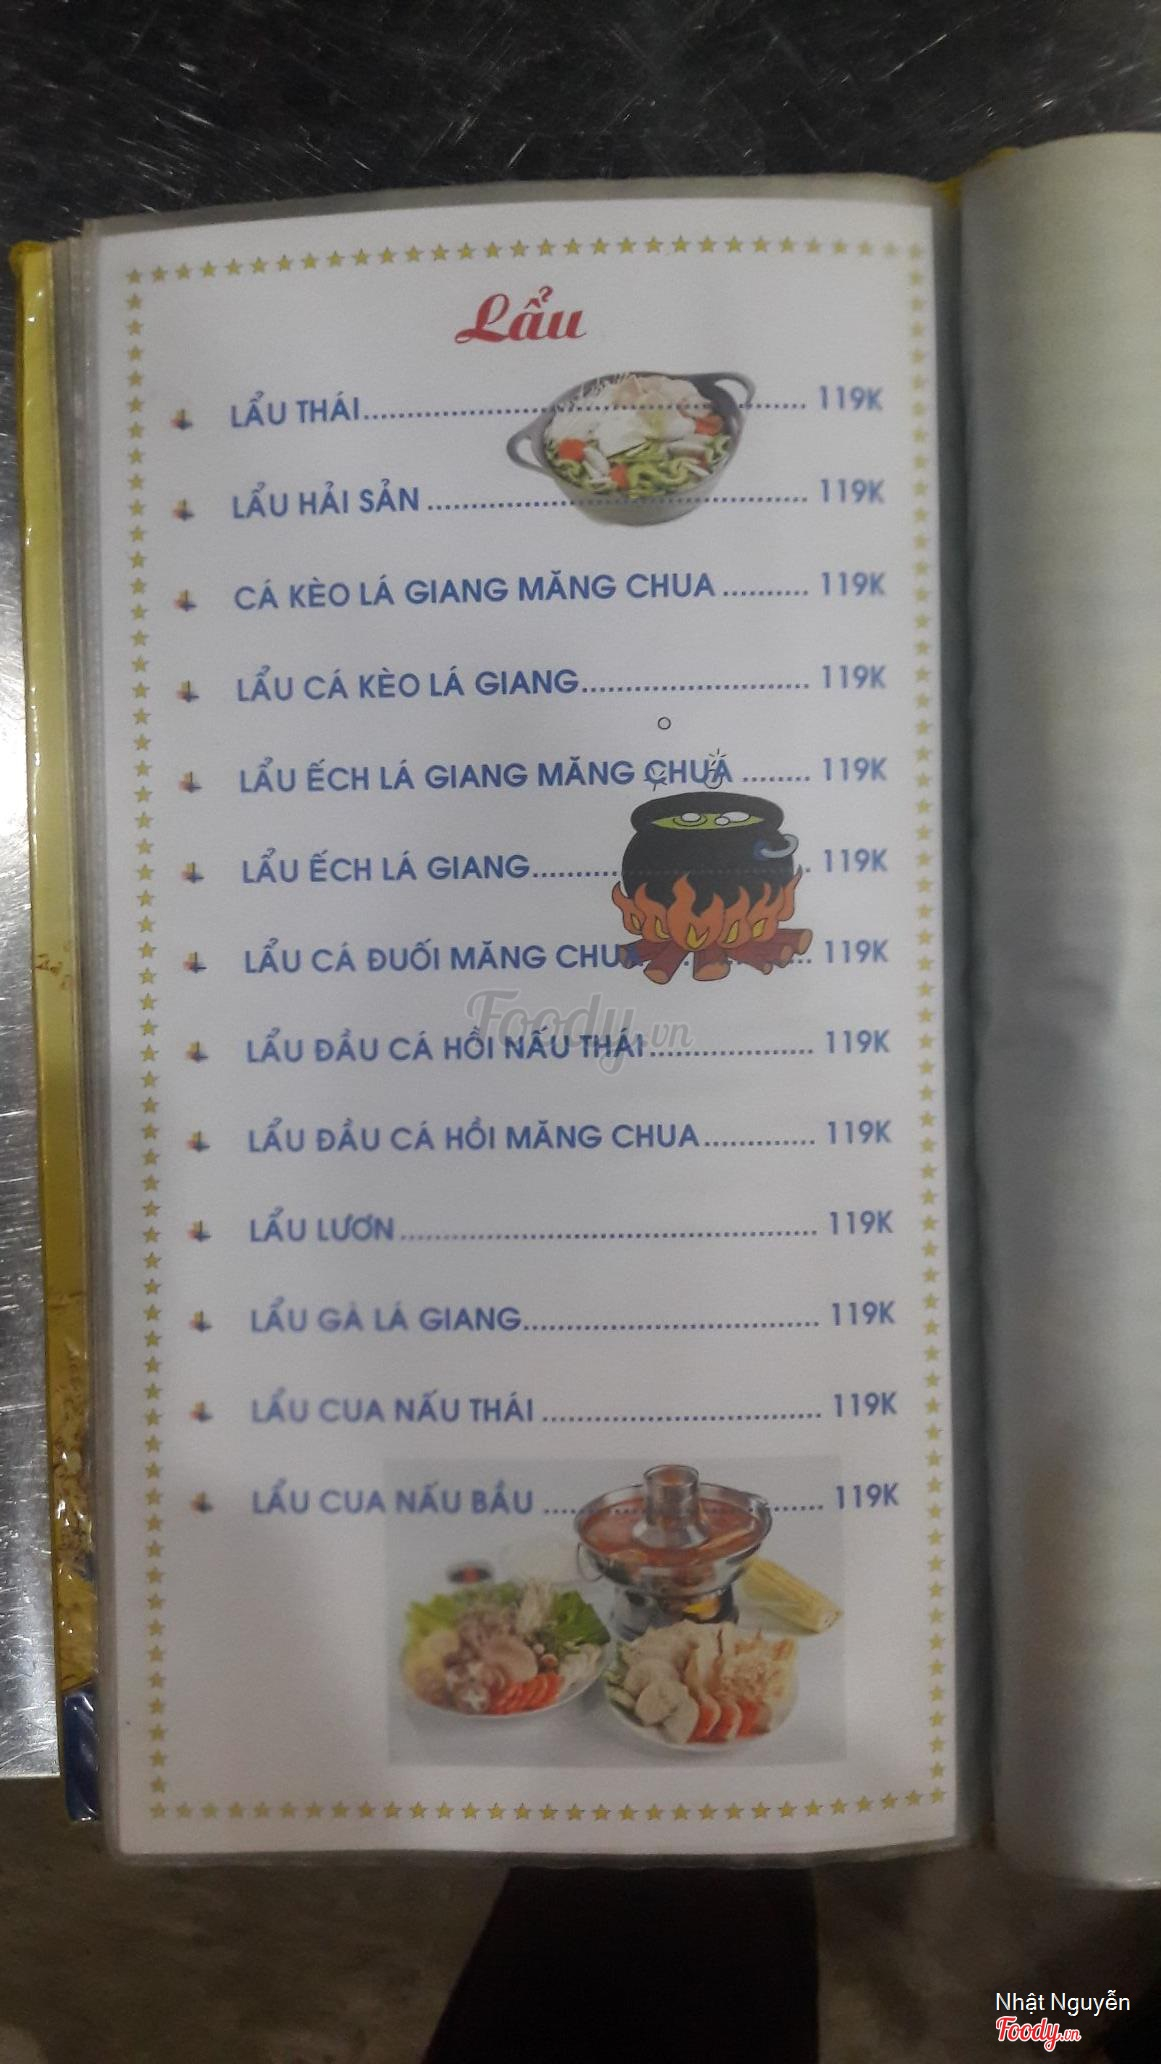 Lẩu
LẨU THÁI.................................................. 119K
LẨU HẢI SẢN ........................................... 119K
CÁ KÈO LÁ GIANG MĂNG CHUA .......... 119K
LẨU CÁ KÈO LÁ GIANG.......................... 119K
LẨU ẾCH LÁ GIANG MĂNG CHUA ........ 119K
LẨU ẾCH LÁ GIANG................................ 119K
LẨU CÁ ĐUỐI MĂNG CHUA ................... 119K
LẨU ĐẦU CÁ HỒI NẤU THÁI................... 119K
LẨU ĐẦU CÁ HỒI MĂNG CHUA............. 119K
LẨU LƯƠN................................................ 119K
LẨU GÀ LÁ GIANG.................................. 119K
LẨU CUA NẤU THÁI ................................ 119K
LẨU CUA NẤU BẦU ................................ 119K
Foody.vn
Nhật Nguyễn
Foody.vn